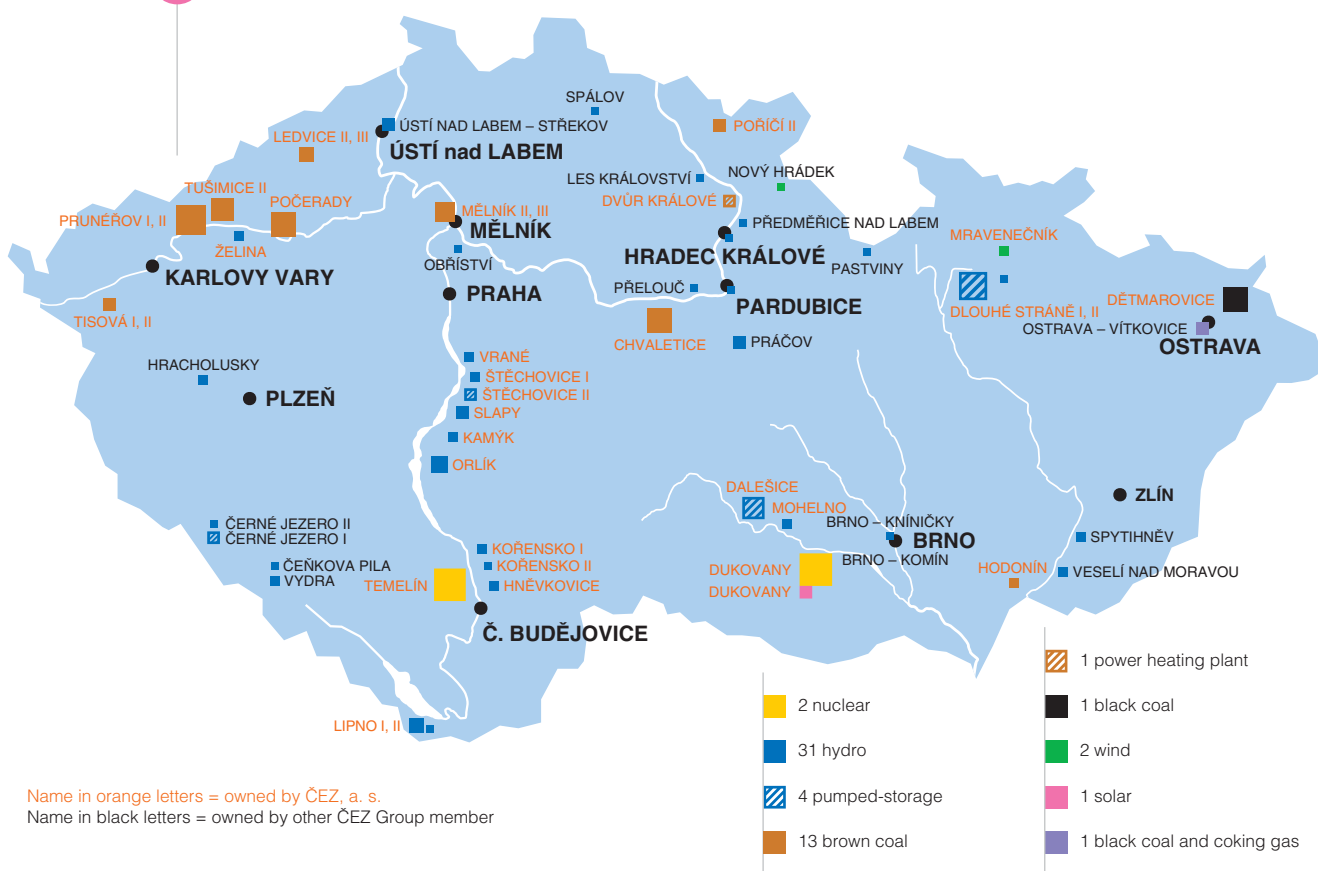 SPÁLOV
ÚSTÍ NAD LABEM – STŘEKOV
POŘÍČÍ II
LEDVICE II, III
ÚSTÍ nad LABEM
NOVÝ HRÁDEK
LES KRÁLOVSTVÍ
TUŠIMICE II
DVŮR KRÁLOVÉ
POČERADY
PRUNÉŘOV I, II
MĚLNÍK II, III
PŘEDMĚŘICE NAD LABEM
MĚLNÍK
MRAVENEČNÍK
ŽELINA
HRADEC KRÁLOVÉ
OBŘÍSTVÍ
PASTVINY
KARLOVY VARY
PŘELOUČ
PRAHA
PARDUBICE
DLOUHÉ STRÁNĚ I, II
DĚTMAROVICE
TISOVÁ I, II
OSTRAVA – VÍTKOVICE
CHVALETICE
PRÁČOV
OSTRAVA
VRANÉ
HRACHOLUSKY
ŠTĚCHOVICE I
ŠTĚCHOVICE II
PLZEŇ
SLAPY
KAMÝK
ORLÍK
DALEŠICE
ZLÍN
MOHELNO
ČERNÉ JEZERO II
BRNO – KNÍNIČKY
ČERNÉ JEZERO I
SPYTIHNĚV
BRNO
KOŘENSKO I
BRNO – KOMÍN
ČEŇKOVA PILA
KOŘENSKO II
DUKOVANY
HODONÍN
VESELÍ NAD MORAVOU
VYDRA
TEMELÍN
HNĚVKOVICE
DUKOVANY
Č. BUDĚJOVICE
LIPNO I, II
2 nuclear
31 hydro
4 pumped-storage
13 brown coal
1 power heating plant
1 black coal
2 wind
1 solar
1 black coal and coking gas
Name in orange letters = owned by ČEZ, a. s.
Name in black letters = owned by other ČEZ Group member